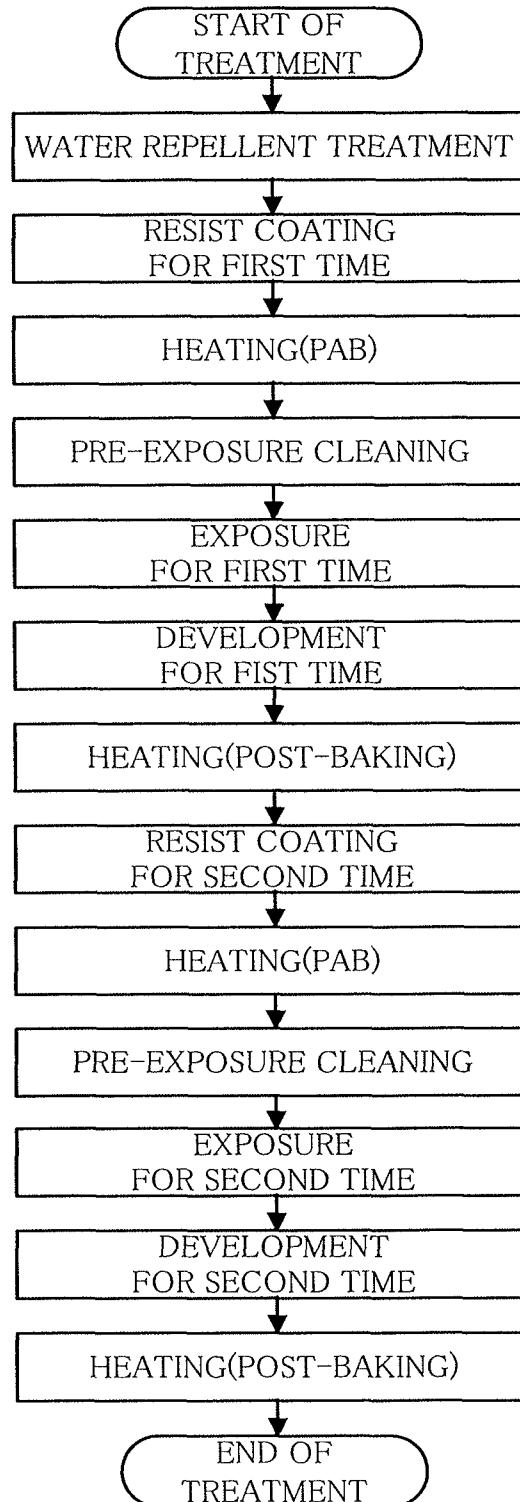 START OF
TREATMENT
WATER REPELLENT TREATMENT
RESIST COATING
FOR FIRST TIME
HEATING(PAB)
PRE-EXPOSURE CLEANING
EXPOSURE
FOR FIRST TIME
DEVELOPMENT
FOR FIST TIME
HEATING(POST-BAKING)
RESIST COATING
FOR SECOND TIME
HEATING(PAB)
PRE-EXPOSURE CLEANING
EXPOSURE
FOR SECOND TIME
DEVELOPMENT
FOR SECOND TIME
HEATING(POST-BAKING)
END OF
TREATMENT